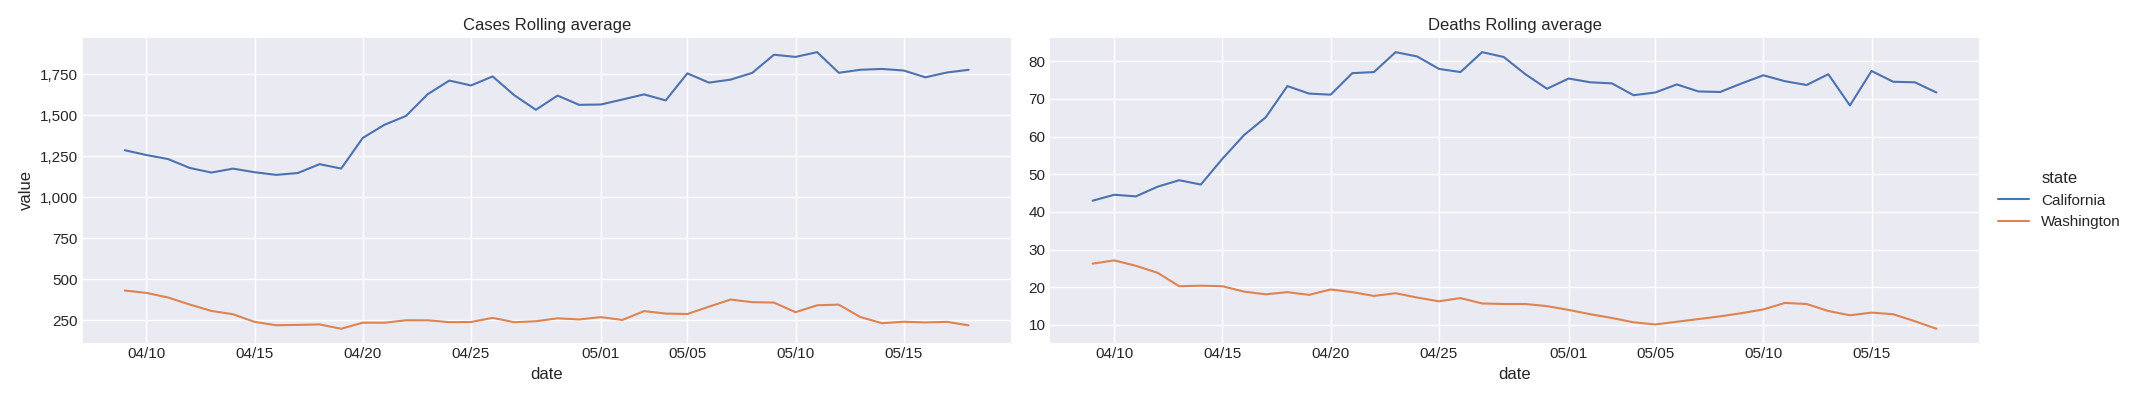 Cases Rolling average
value
1,750
1,500
1,250
1,000
750
500
250
04/10 04/15 04/20 04/25 05/01 05/05 05/10 05/15
date
Deaths Rolling average
80
70
60
50
40
30
20
10
04/10 04/15 04/20 04/25 05/01 05/05 05/10 05/15
date
state
California
Washington